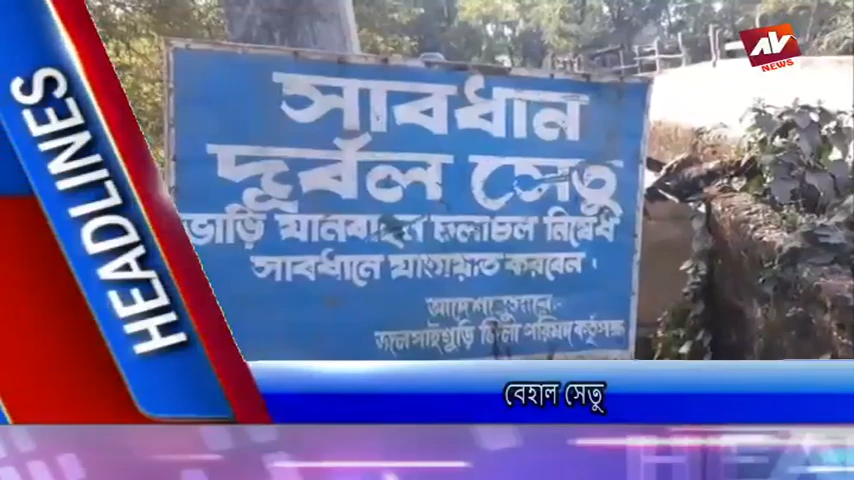 AV
NEWS
HEADLINES
সাবধান
দুর্বল সেতু
ভাড়ি যানবাহন চলাচল নিষেধ
সাবধানে যাতায়াত করবেন।
আদেশানুসারে:-
জলপাইগুড়ি জিলা পরিষদ কর্তৃপক্ষ
বেহাল সেতু